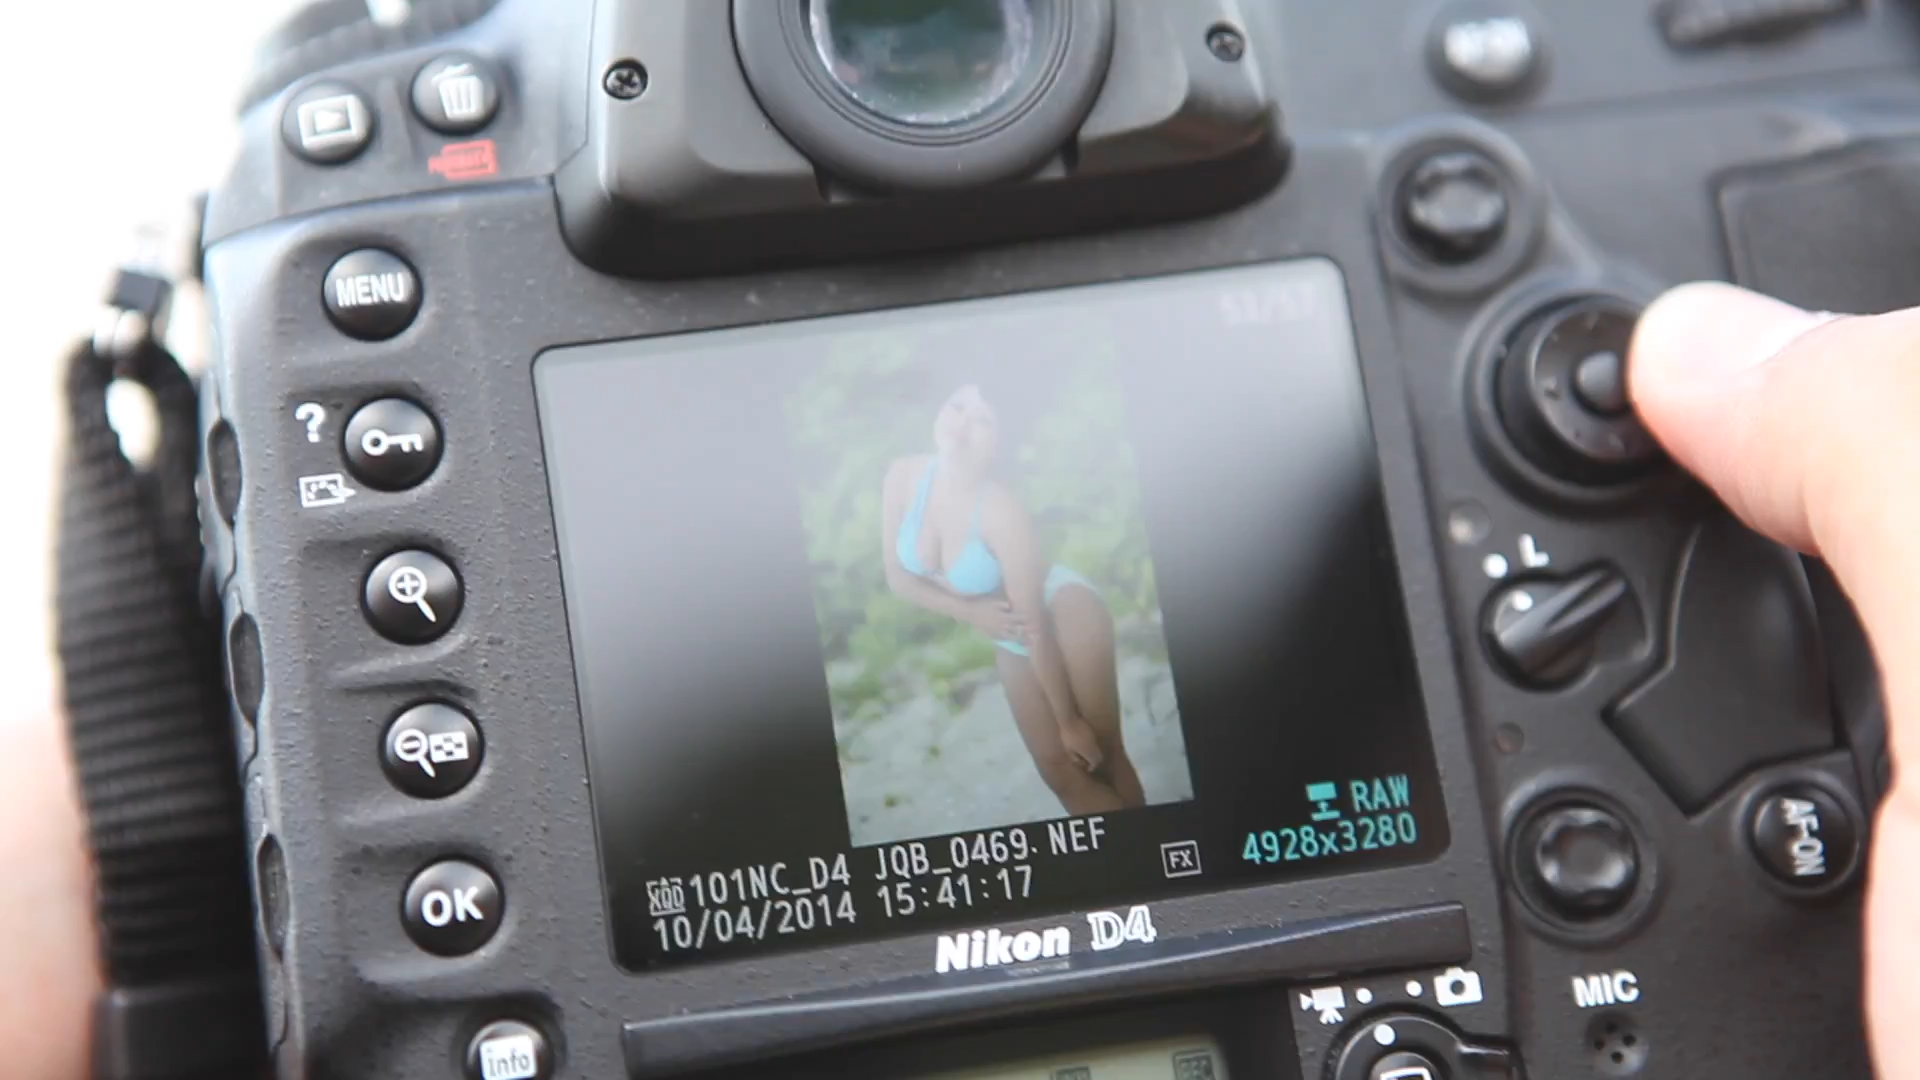 MENU
?
L
RAW
4928x3280
FX
101NC_D4 JQB_0469.NEF
10/04/2014 15:41:17
Nikon D4
OK
AF-ON
MIC
info